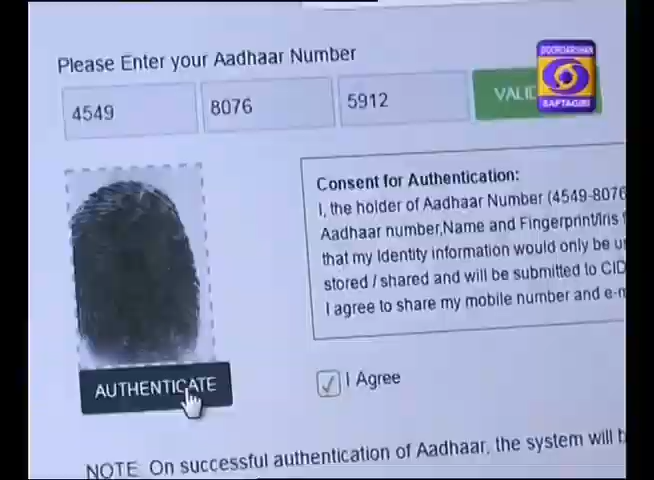 Please Enter your Aadhaar Number
4549 8076 5912
DOORDARSHAN
SAPTAGIRI
Consent for Authentication:
I, the holder of Aadhaar Number (4549-8076
Aadhaar number,Name and Fingerprint/Iris
that my Identity information would only be
stored / shared and will be submitted to CID
I agree to share my mobile number and
AUTHENTICATE
I Agree
NOTE: On successful authentication of Aadhaar, the system will